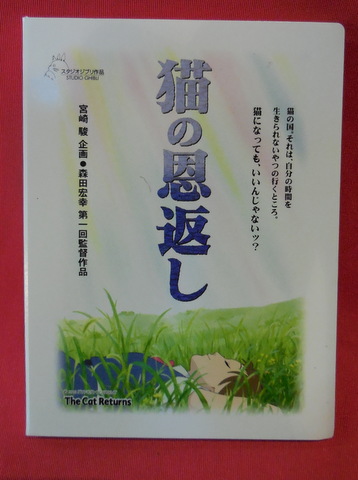 スタジオジブリ作品
STUDIO GHIBLI
猫の恩返し
猫の国。それは、自分の時間を
生きられないやつの行くところ。
猫になっても、いいんじゃないッ?
宮崎 駿 企画●森田宏幸 第一回監督作品
The Cat Returns